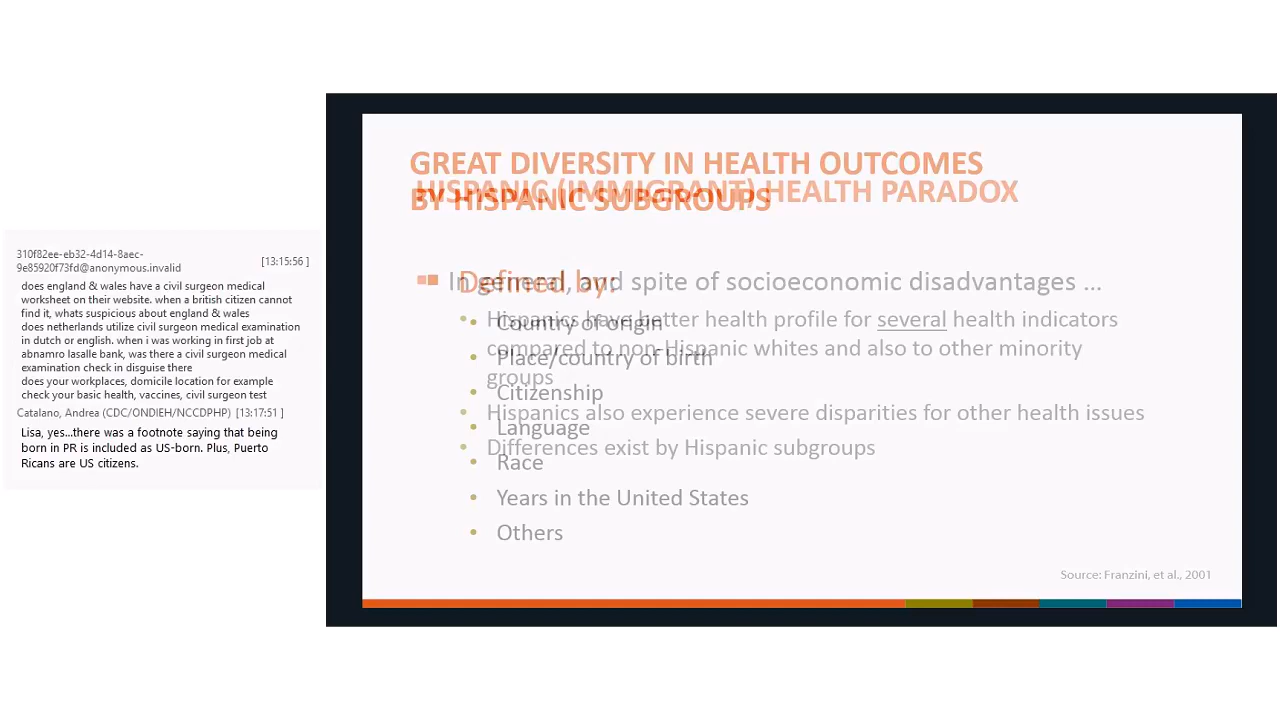 310f82ee-eb32-4d14-8aec-
9e85920f73fd@anonymous.invalid
[13:15:56 ]
does england & wales have a civil surgeon medical
worksheet on their website. when a british citizen cannot
find it, whats suspicious about england & wales
does netherlands utilize civil surgeon medical examination
in dutch or english. when i was working in first job at
abnamro lasalle bank, was there a civil surgeon medical
examination check in disguise there
does your workplaces, domicile location for example
check your basic health, vaccines, civil surgeon test
Catalano, Andrea (CDC/ONDIEH/NCCDPHP) [13:17:51 ]
Lisa, yes...there was a footnote saying that being
born in PR is included as US-born. Plus, Puerto
Ricans are US citizens.
GREAT DIVERSITY IN HEALTH OUTCOMES
BY HISPANIC SUBGROUPS
HISPANIC (IMMIGRANT) HEALTH PARADOX
In general, and spite of socioeconomic disadvantages ...
• Hispanics have better health profile for several health indicators
compared to non-Hispanic whites and also to other minority
groups
• Hispanics also experience severe disparities for other health issues
• Differences exist by Hispanic subgroups
Defined by:
• Country of origin
• Place/country of birth
• Citizenship
• Language
• Race
• Years in the United States
• Others
Source: Franzini, et al., 2001